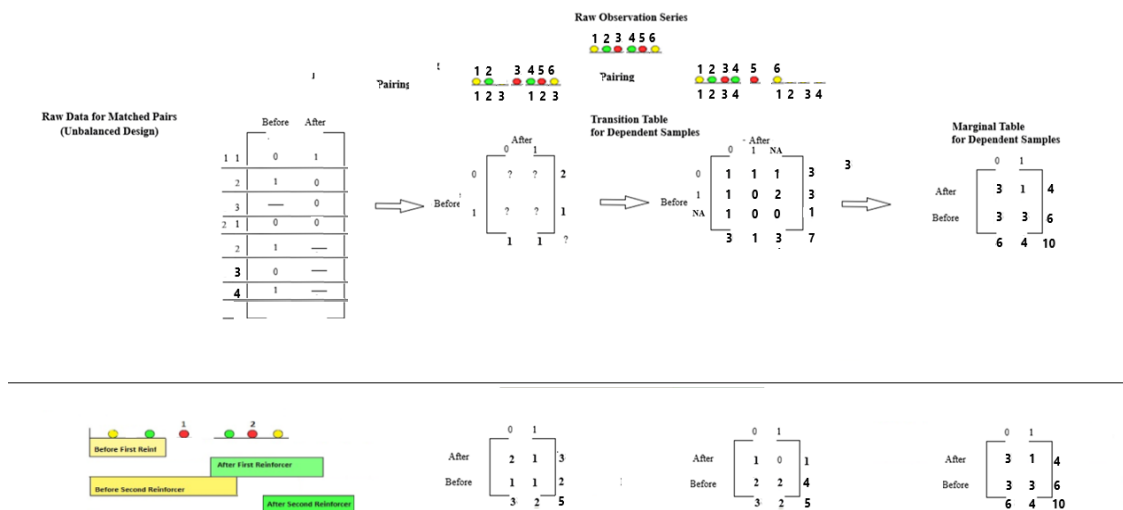 Raw Observation Series
1 2 3 4 5 6
?Pairing
1 2 3 4 5 6
1 2 3 1 2 3
?Pairing
1 2 3 4 5 6
1 2 3 4 1 2 3 4
Raw Data for Matched Pairs
(Unbalanced Design)
Before After
1 1 0 1
2 1 0
3 — 0
2 1 0 0
2 1 —
3 0 —
4 1 —
After
0 1
0 ? ? 2
Before
1 ? ? 1
1 1 ?
Transition Table
for Dependent Samples
- After
0 1 NA
0 1 1 1 3
3
Before
1 1 0 2 3
NA 1 0 0 1
3 1 3 7
Marginal Table
for Dependent Samples
0 1
After 3 1 4
Before 3 3 6
6 4 10
1 2
Before First Reinf
After First Reinforcer
Before Second Reinforcer
After Second Reinforcer
0 1
After 2 1 3
Before 1 1 2
3 2 5
0 1
After 1 0 1
Before 2 2 4
3 2 5
0 1
After 3 1 4
Before 3 3 6
6 4 10